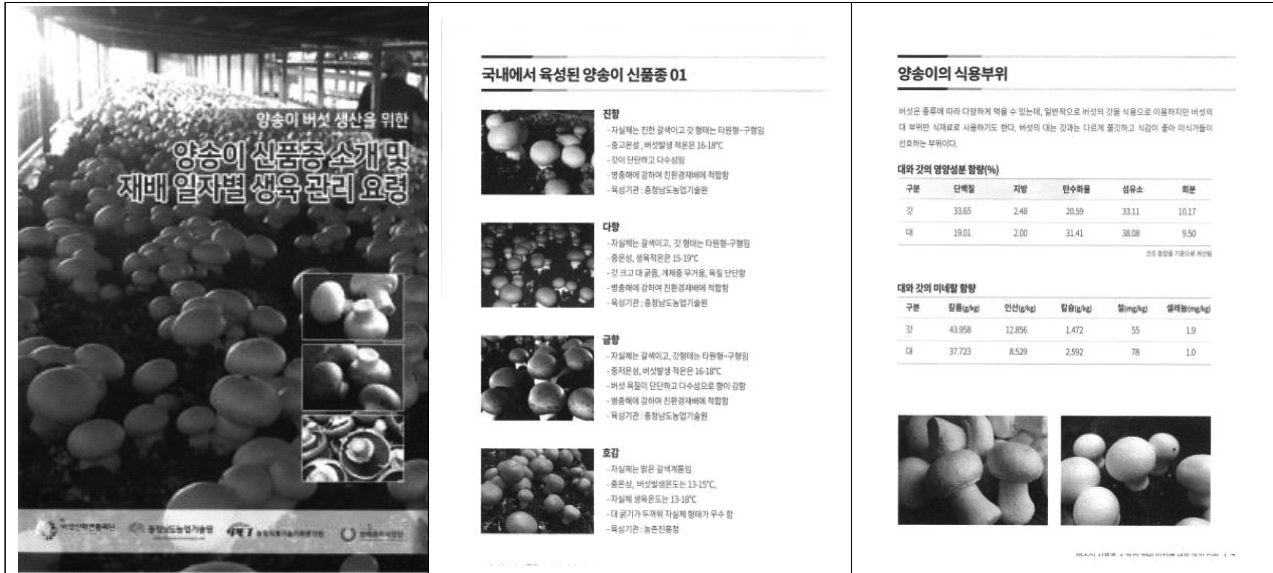 양송이 버섯 생산을 위한
양송이 신품종 소개 및
재배 일자별 생육 관리 요령
충청남도농업기술원
국내에서 육성된 양송이 신품종 01
진향
- 자실체는 진한 갈색이고 갓 형태는 타원형~구형임
- 중고온성, 버섯발생 적온은 16-18℃
- 갓이 단단하고 다수성임
- 병충해에 강하여 친환경재배에 적합함
- 육성기관 : 충청남도농업기술원
다향
- 자실체는 갈색이고, 갓 형태는 타원형-구형임
- 중온성, 생육적온은 15-19℃
- 갓 크고 대 굵음, 개체중 무거움, 육질 단단함
- 병충해에 강하여 친환경재배에 적합함
- 육성기관 : 충청남도농업기술원
금향
- 자실체는 갈색이고, 갓형태는 타원형~구형임
- 중저온성, 버섯발생 적온은 16-18℃
- 버섯 육질이 단단하고 다수성으로 향이 강함
- 병충해에 강하여 친환경재배에 적합함
- 육성기관 : 충청남도농업기술원
호감
- 자실체는 밝은 갈색계통임
- 중온성, 버섯발생온도는 13-15℃,
- 자실체 생육온도는 13-18℃
- 대 굵기가 두꺼워 자실체 형태가 우수 함
- 육성기관 : 농촌진흥청
양송이의 식용부위
버섯은 종류에 따라 다양하게 먹을 수 있는데, 일반적으로 버섯의 갓을 식용으로 이용하지만 버섯의
대 부위만 식재료로 사용하기도 한다. 버섯의 대는 갓과는 다르게 쫄깃하고 식감이 좋아 미식가들이
선호하는 부위이다.
대와 갓의 영양성분 함량(%)
구분 단백질 지방 탄수화물 섬유소 회분
갓 33.65 2.48 20.59 33.11 10.17
대 19.01 2.00 31.41 38.08 9.50
건조 중량을 기준으로 계산됨
대와 갓의 미네랄 함량
구분 칼륨(g/kg) 인산(g/kg) 칼슘(g/kg) 철(mg/kg) 셀레늄(mg/kg)
갓 43.958 12.856 1.472 55 1.9
대 37.723 8.529 2.592 78 1.0